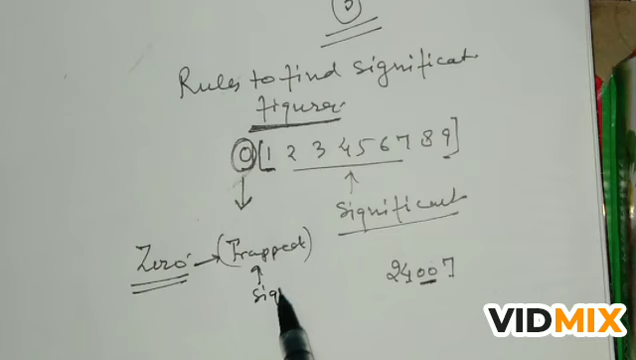 Rules to find significat
figures
0 [1 2 3 4 5 6 7 8 9]
significant
Zero → (Trapped)
sig
24007
VIDMIX